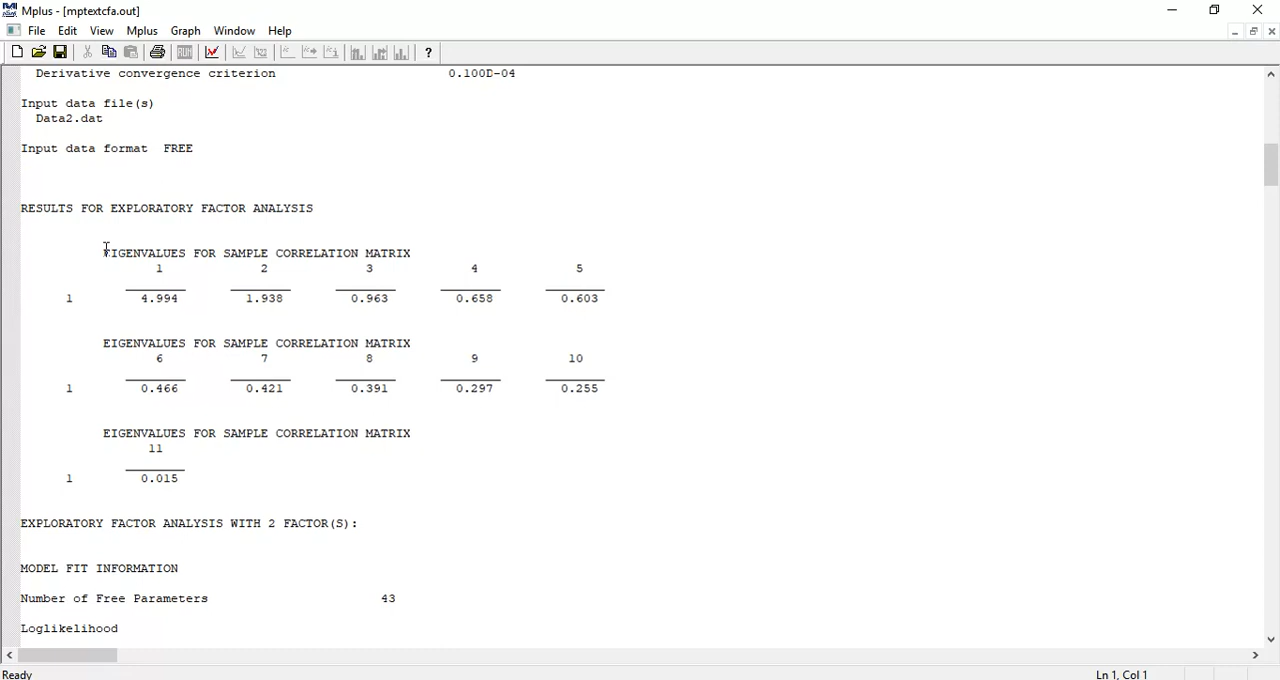 Mplus - [mptextcfa.out]
File Edit View Mplus Graph Window Help
Derivative convergence criterion 0.100D-04
Input data file(s)
Data2.dat
Input data format FREE
RESULTS FOR EXPLORATORY FACTOR ANALYSIS
EIGENVALUES FOR SAMPLE CORRELATION MATRIX
1 2 3 4 5
1 4.994 1.938 0.963 0.658 0.603
EIGENVALUES FOR SAMPLE CORRELATION MATRIX
6 7 8 9 10
1 0.466 0.421 0.391 0.297 0.255
EIGENVALUES FOR SAMPLE CORRELATION MATRIX
11
1 0.015
EXPLORATORY FACTOR ANALYSIS WITH 2 FACTOR(S):
MODEL FIT INFORMATION
Number of Free Parameters 43
Loglikelihood
Ready Ln 1, Col 1